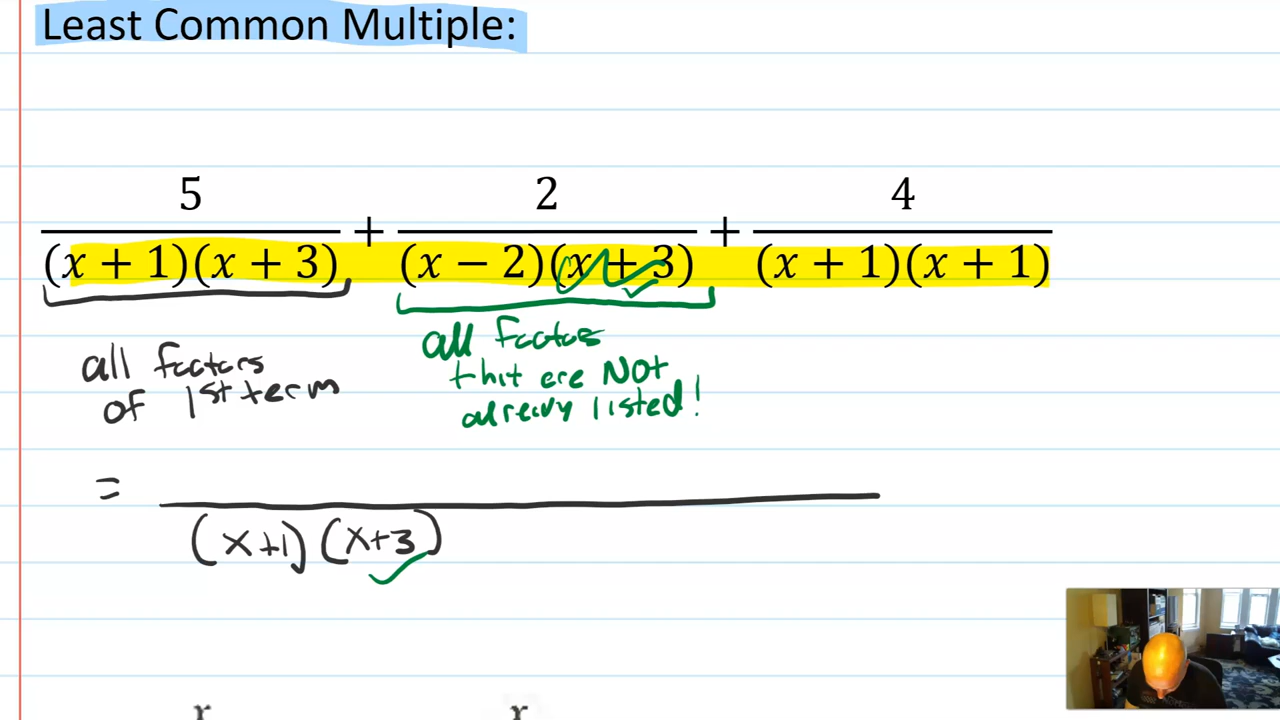 Least Common Multiple:
5 2 4
(x + 1)(x + 3) + (x − 2)(x + 3) + (x + 1)(x + 1)
all factors
of 1st term
all factors
thit are NOT
already listed!
=
(x+1) (x+3)
x x